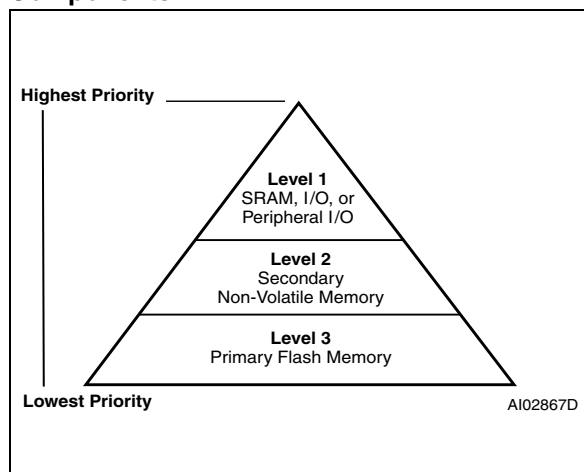 Highest Priority
Level 1
SRAM, I/O, or
Peripheral I/O
Level 2
Secondary
Non-Volatile Memory
Level 3
Primary Flash Memory
Lowest Priority
AI02867D